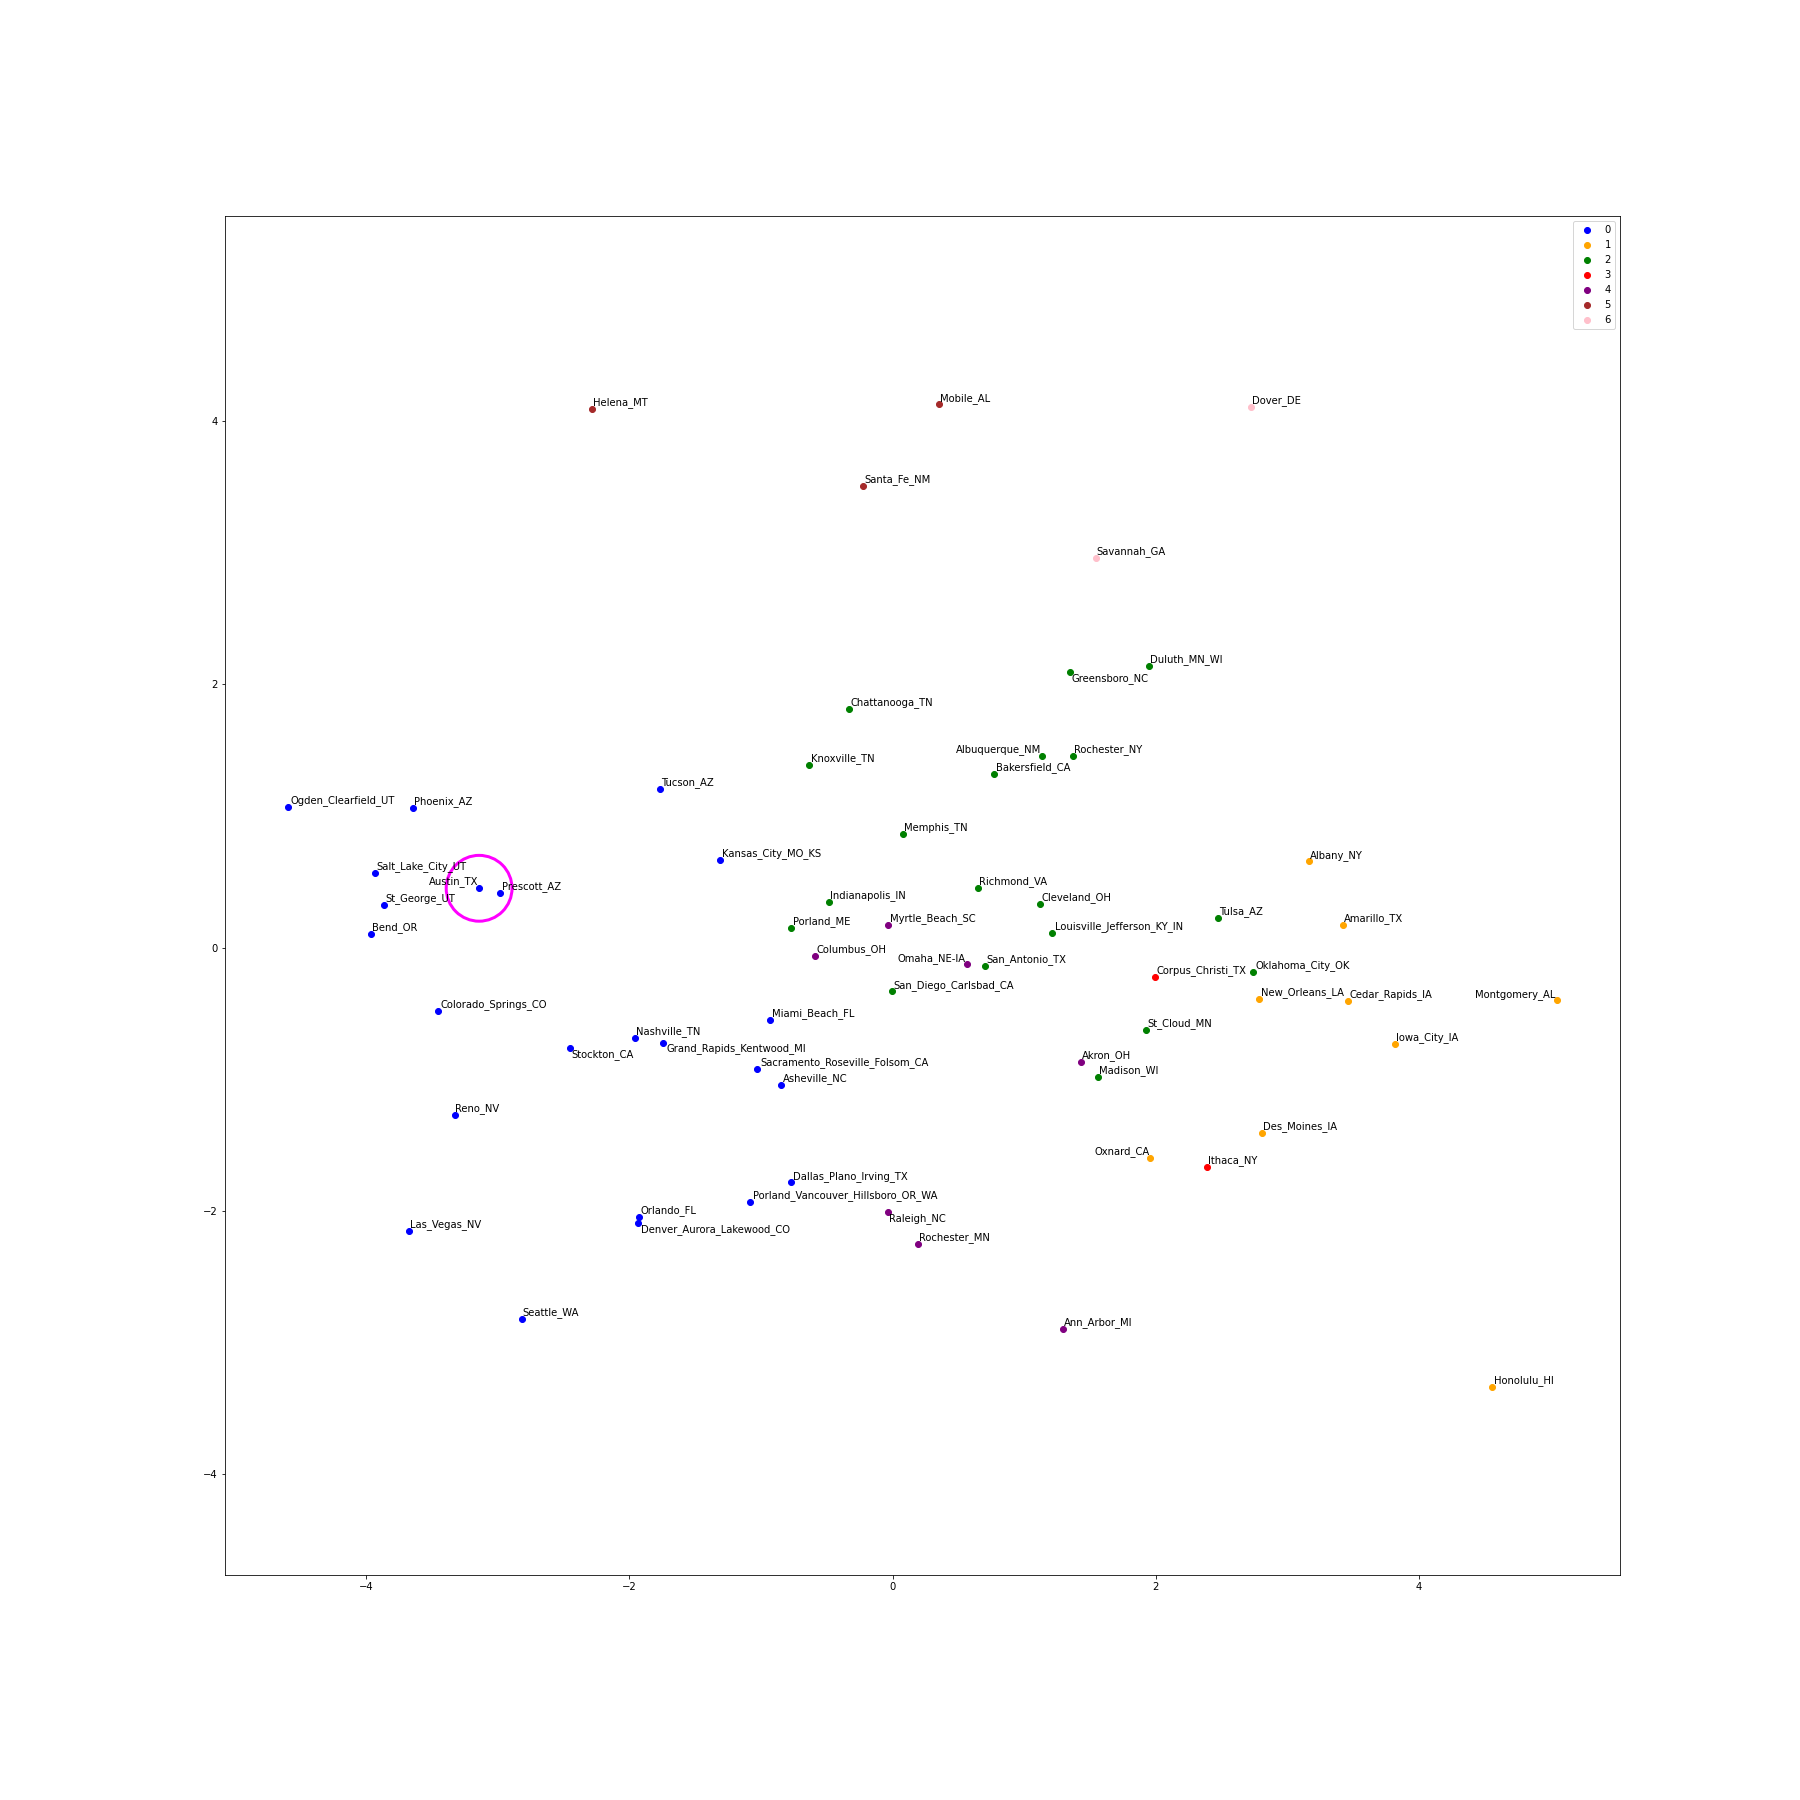 0
1
2
3
4
5
6
Helena_MT
Mobile_AL
Dover_DE
4
Santa_Fe_NM
Savannah_GA
Duluth_MN_WI
Greensboro_NC
2
Chattanooga_TN
Albuquerque_NM
Rochester_NY
Knoxville_TN
Bakersfield_CA
Tucson_AZ
Ogden_Clearfield_UT
Phoenix_AZ
Memphis_TN
Kansas_City_MO_KS
Albany_NY
Salt_Lake_City_UT
Austin_TX
Prescott_AZ
Richmond_VA
St_George_UT
Indianapolis_IN
Cleveland_OH
Tulsa_AZ
Porland_ME
Myrtle_Beach_SC
Louisville_Jefferson_KY_IN
Amarillo_TX
Bend_OR
0
Columbus_OH
Omaha_NE-IA
San_Antonio_TX
Corpus_Christi_TX
Oklahoma_City_OK
San_Diego_Carlsbad_CA
New_Orleans_LA
Cedar_Rapids_IA
Montgomery_AL
Colorado_Springs_CO
Miami_Beach_FL
St_Cloud_MN
Nashville_TN
Iowa_City_IA
Grand_Rapids_Kentwood_MI
Stockton_CA
Akron_OH
Sacramento_Roseville_Folsom_CA
Madison_WI
Asheville_NC
Reno_NV
Des_Moines_IA
Oxnard_CA
Ithaca_NY
Dallas_Plano_Irving_TX
Porland_Vancouver_Hillsboro_OR_WA
−2
Orlando_FL
Raleigh_NC
Las_Vegas_NV
Denver_Aurora_Lakewood_CO
Rochester_MN
Seattle_WA
Ann_Arbor_MI
Honolulu_HI
−4
−4
−2
0
2
4